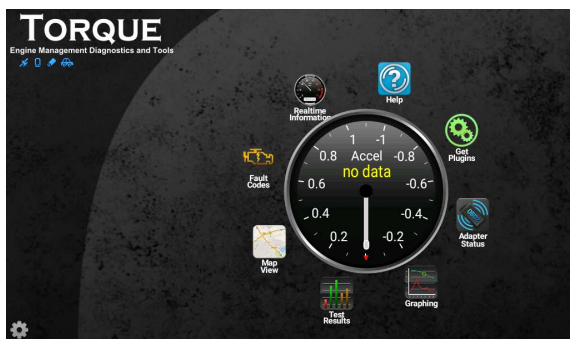 TORQUE
Engine Management Diagnostics and Tools
Help
Realtime
Information
Get
Plugins
1 -1
0.8 Accel -0.8
no data
0.6 -0.6
0.4 -0.4
0.2 -0.2
Fault
Codes
Adapter
Status
Map
View
Graphing
Test
Results